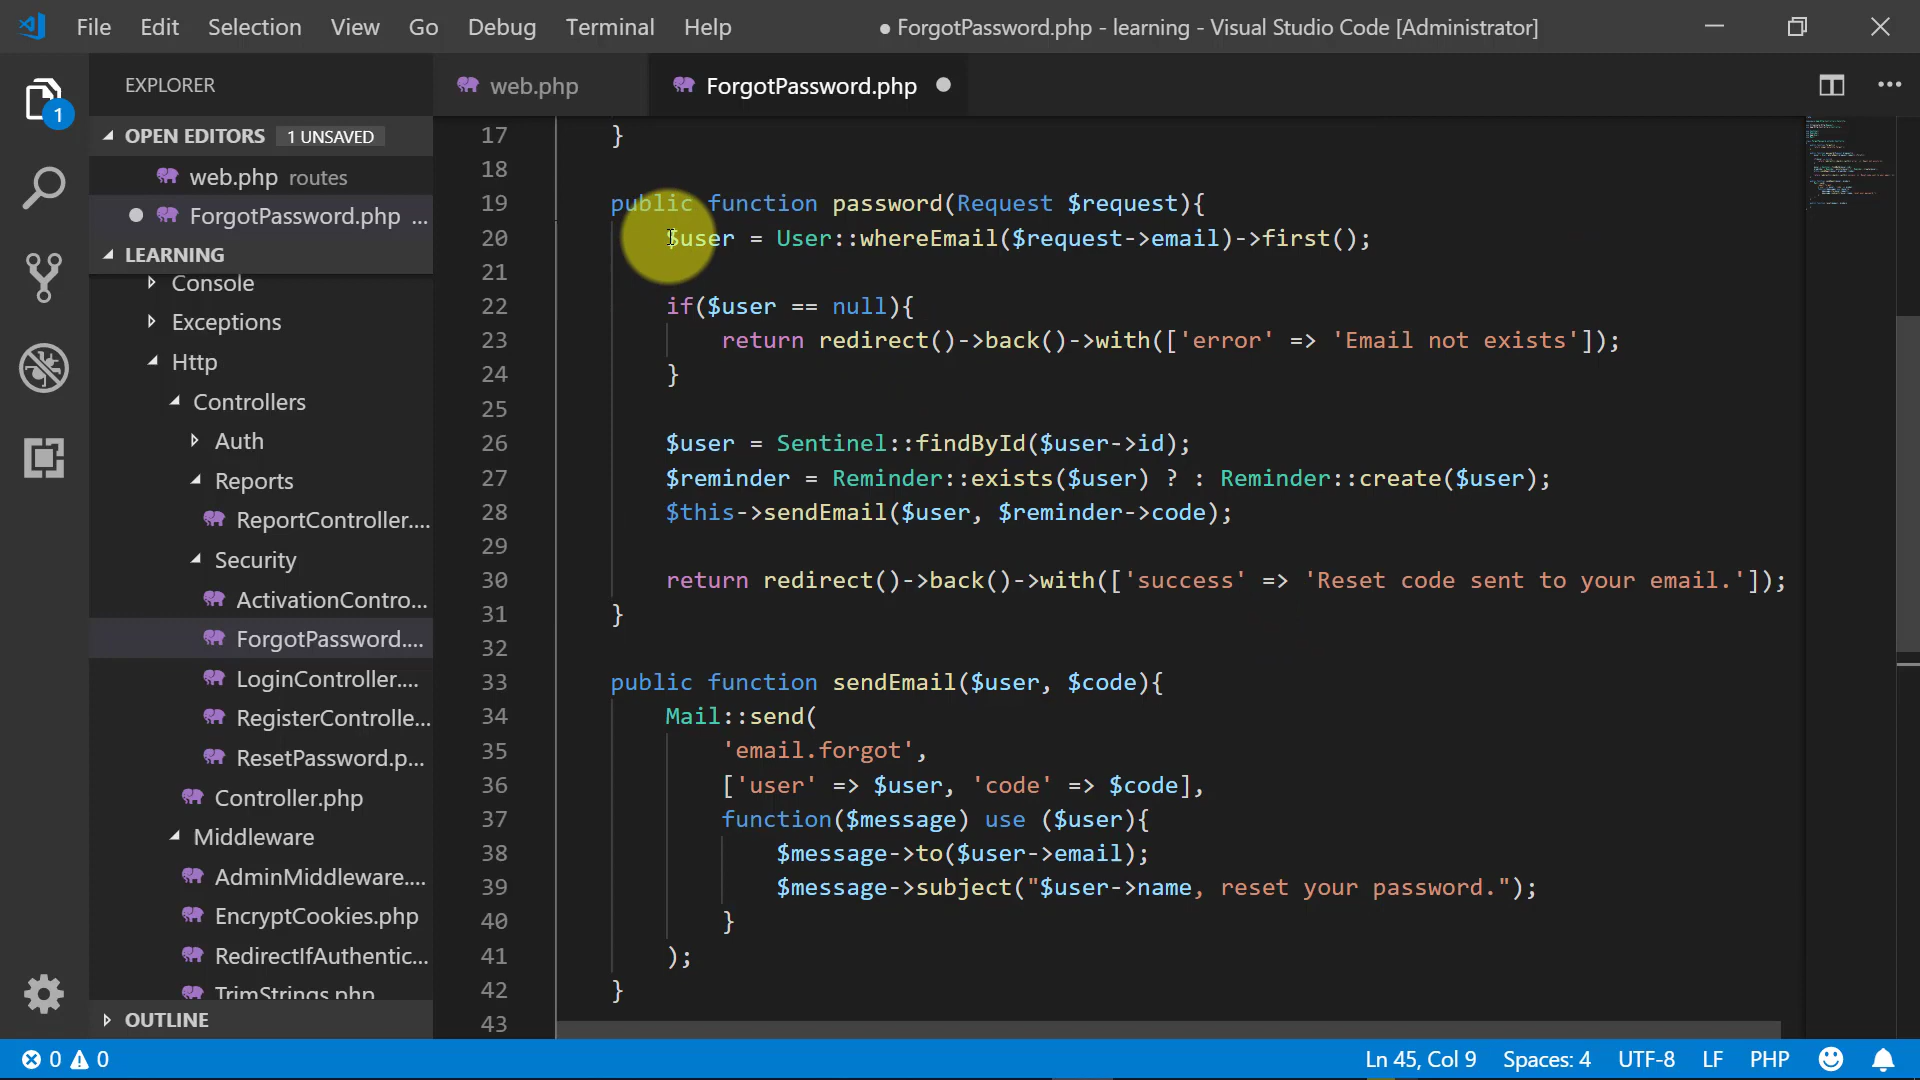 File Edit Selection View Go Debug Terminal Help ● ForgotPassword.php - learning - Visual Studio Code [Administrator]
EXPLORER
web.php
ForgotPassword.php
1
OPEN EDITORS 1 UNSAVED
web.php routes
ForgotPassword.php ...
LEARNING
Console
Exceptions
Http
Controllers
Auth
Reports
ReportController....
Security
ActivationContro...
ForgotPassword....
LoginController....
RegisterControlle...
ResetPassword.p...
Controller.php
Middleware
AdminMiddleware....
EncryptCookies.php
RedirectIfAuthentic...
TrimStrings.php
OUTLINE
17 }
18
19 public function password(Request $request){
20 $user = User::whereEmail($request->email)->first();
21
22 if($user == null){
23 return redirect()->back()->with(['error' => 'Email not exists']);
24 }
25
26 $user = Sentinel::findById($user->id);
27 $reminder = Reminder::exists($user) ? : Reminder::create($user);
28 $this->sendEmail($user, $reminder->code);
29
30 return redirect()->back()->with(['success' => 'Reset code sent to your email.']);
31 }
32
33 public function sendEmail($user, $code){
34 Mail::send(
35 'email.forgot',
36 ['user' => $user, 'code' => $code],
37 function($message) use ($user){
38 $message->to($user->email);
39 $message->subject("$user->name, reset your password.");
40 }
41 );
42 }
43
0 0 Ln 45, Col 9 Spaces: 4 UTF-8 LF PHP